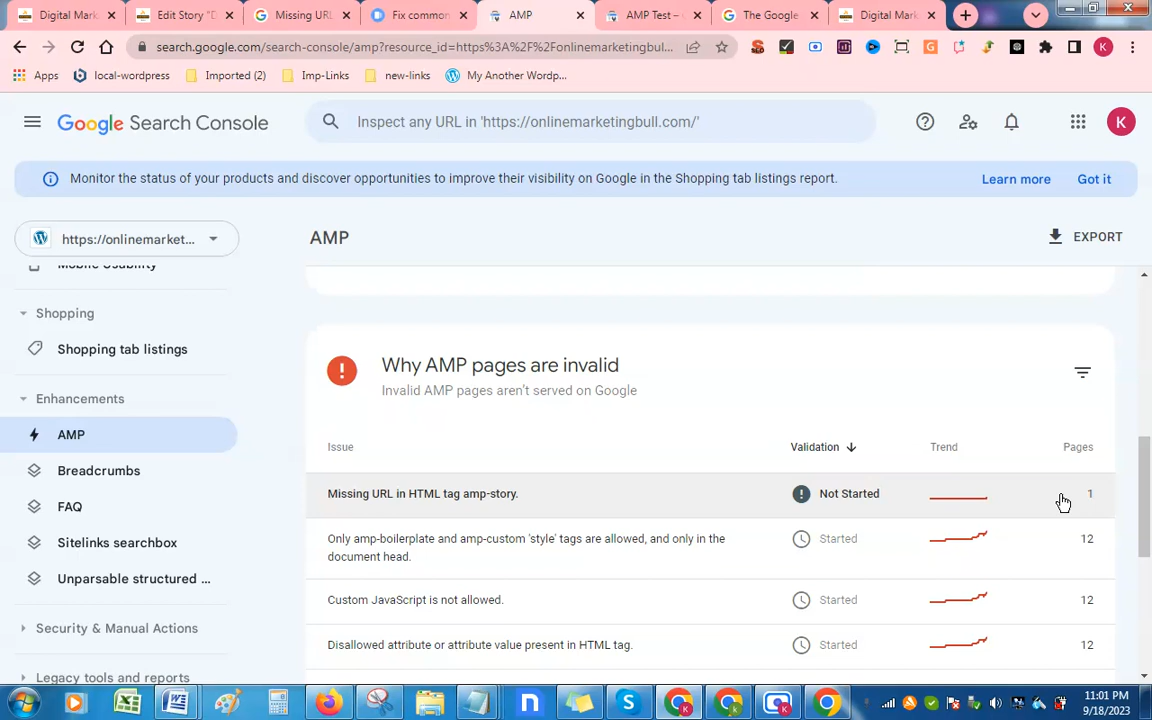 Digital Mark
Edit Story "D
Missing URL
Fix common
AMP
AMP Test –
The Google
Digital Mark
search.google.com/search-console/amp?resource_id=https%3A%2F%2Fonlinemarketingbull...
K
Apps
local-wordpress
Imported (2)
Imp-Links
new-links
My Another Wordp...
Google Search Console
Inspect any URL in 'https://onlinemarketingbull.com/'
K
Monitor the status of your products and discover opportunities to improve their visibility on Google in the Shopping tab listings report.
Learn more
Got it
https://onlinemarket...
AMP
EXPORT
Mobile Usability
Shopping
Shopping tab listings
Enhancements
AMP
Breadcrumbs
FAQ
Sitelinks searchbox
Unparsable structured ...
Security & Manual Actions
Legacy tools and reports
Why AMP pages are invalid
Invalid AMP pages aren't served on Google
Issue Validation Trend Pages
Missing URL in HTML tag amp-story. Not Started 1
Only amp-boilerplate and amp-custom 'style' tags are allowed, and only in the
document head. Started 12
Custom JavaScript is not allowed. Started 12
Disallowed attribute or attribute value present in HTML tag. Started 12
11:01 PM
9/18/2023